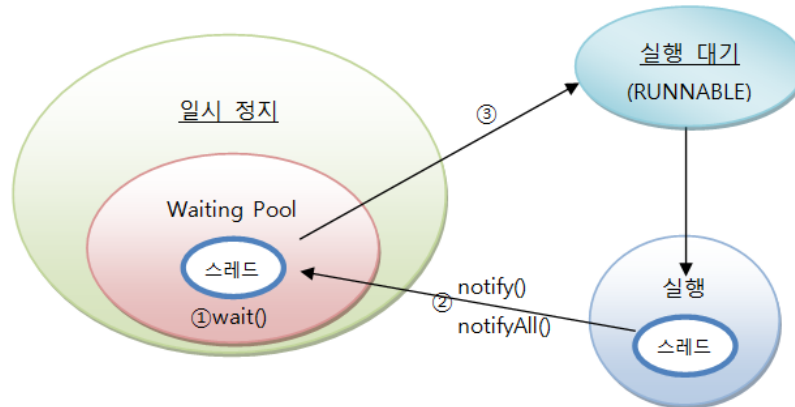 일시 정지
Waiting Pool
스레드
①wait()
③
실행 대기
(RUNNABLE)
②
notify()
notifyAll()
실행
스레드